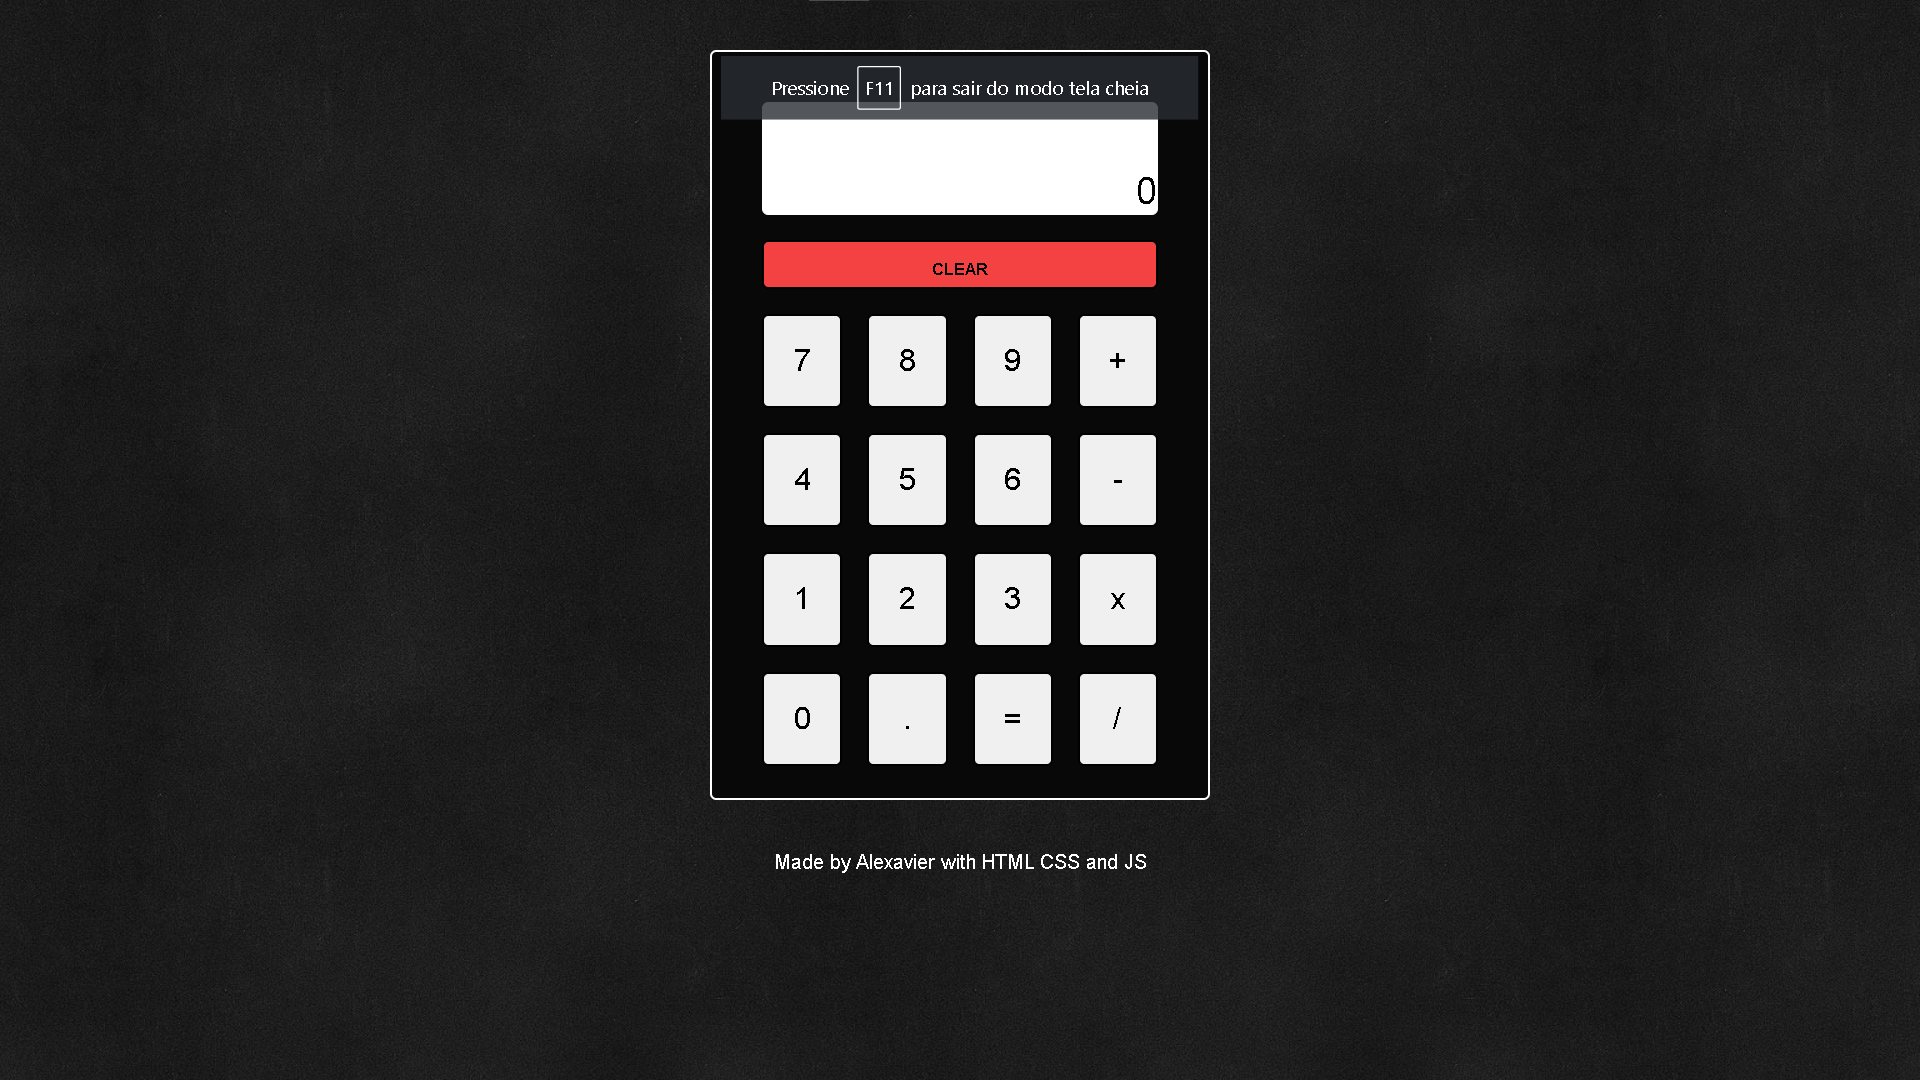 Pressione F11 para sair do modo tela cheia
0
CLEAR
7 8 9 +
4 5 6 -
1 2 3 x
0 . = /
Made by Alexavier with HTML CSS and JS